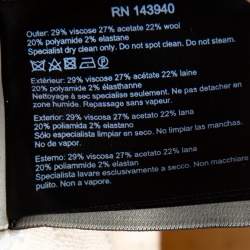 RN 143940
Outer: 29% viscose 27% acetate 22% wool
20% polyamide 2% elastane
Specialist dry clean only. Do not spot clean. Do not steam.
Extérieur: 29% viscose 27% acétate 22% laine
20% polyamide 2% élasthanne
Nettoyage à sec spécialisé. Ne pas détacher en
zone humide. Repassage sans vapeur.
Exterior: 29% viscosa 27% acetato 22% lana
20% poliamida 2% elastano
Sólo especialista limpiar en seco. No limpiar las manchas.
No de vapor.
Esterno: 29% viscosa 27% acetato 22% lana
20% poliammide 2% elastan
Specialista lavare esclusivamente a secco. Non macchiare
pulito. Non a vapore.